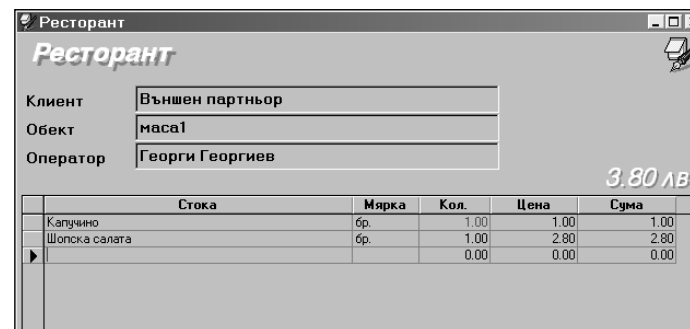 Ресторант
Ресторант
Клиент Външен партньор
Обект маса1
Оператор Георги Георгиев
3.80 лв
Стока Мярка Кол. Цена Сума
Капучино бр. 1.00 1.00 1.00
Шопска салата бр. 1.00 2.80 2.80
0.00 0.00 0.00